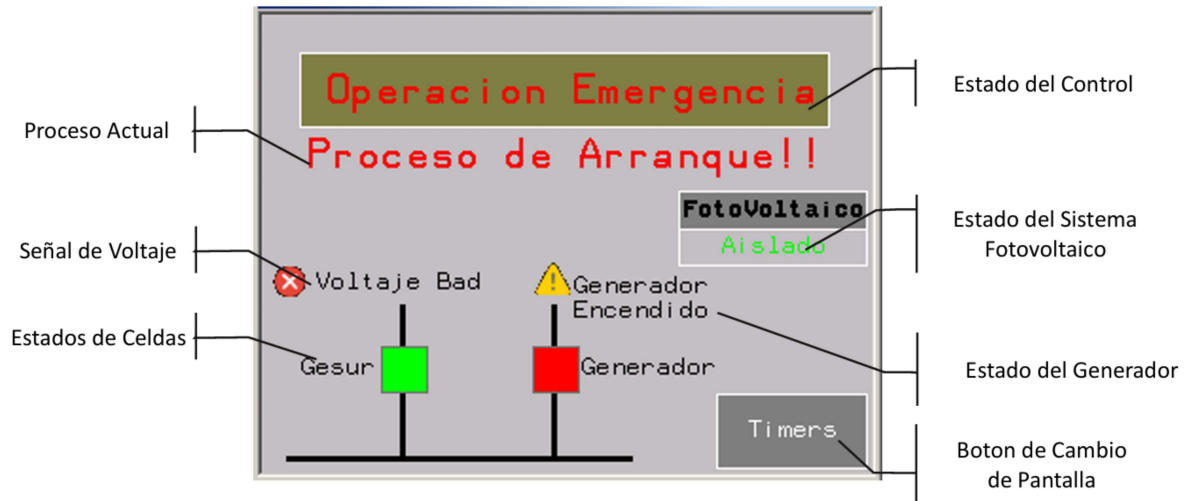 Operacion Emergencia
Estado del Control
Proceso Actual
Proceso de Arranque!!
FotoVoltaico
Aislado
Estado del Sistema
Fotovoltaico
Señal de Voltaje
Voltaje Bad
Generador
Encendido
Estados de Celdas
Gesur
Generador
Estado del Generador
Timers
Boton de Cambio
de Pantalla